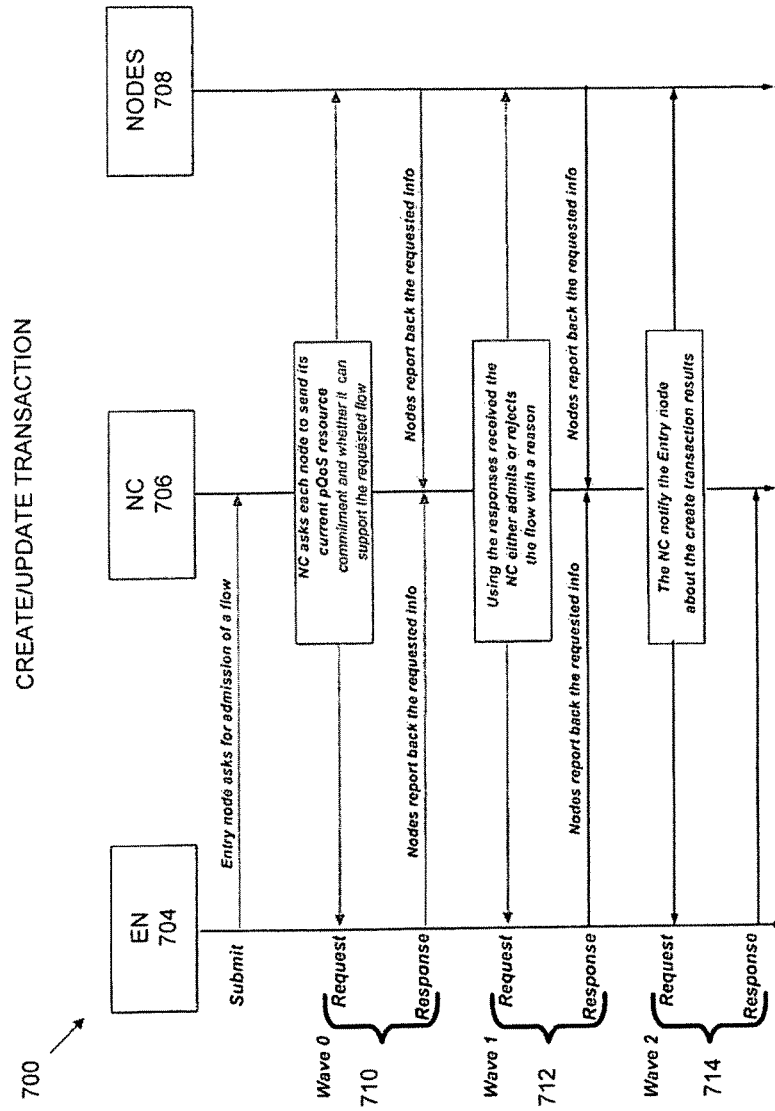 CREATE/UPDATE TRANSACTION
700
EN
704
NC
706
NODES
708
Submit
Entry node asks for admission of a flow
Wave 0
710
Request
NC asks each node to send its
current pQoS resource
commitment and whether it can
support the requested flow
Response
Nodes report back the requested info
Nodes report back the requested info
Wave 1
712
Request
Using the responses received the
NC either admits or rejects
the flow with a reason
Response
Nodes report back the requested info
Nodes report back the requested info
Wave 2
714
Request
The NC notify the Entry node
about the create transaction results
Response